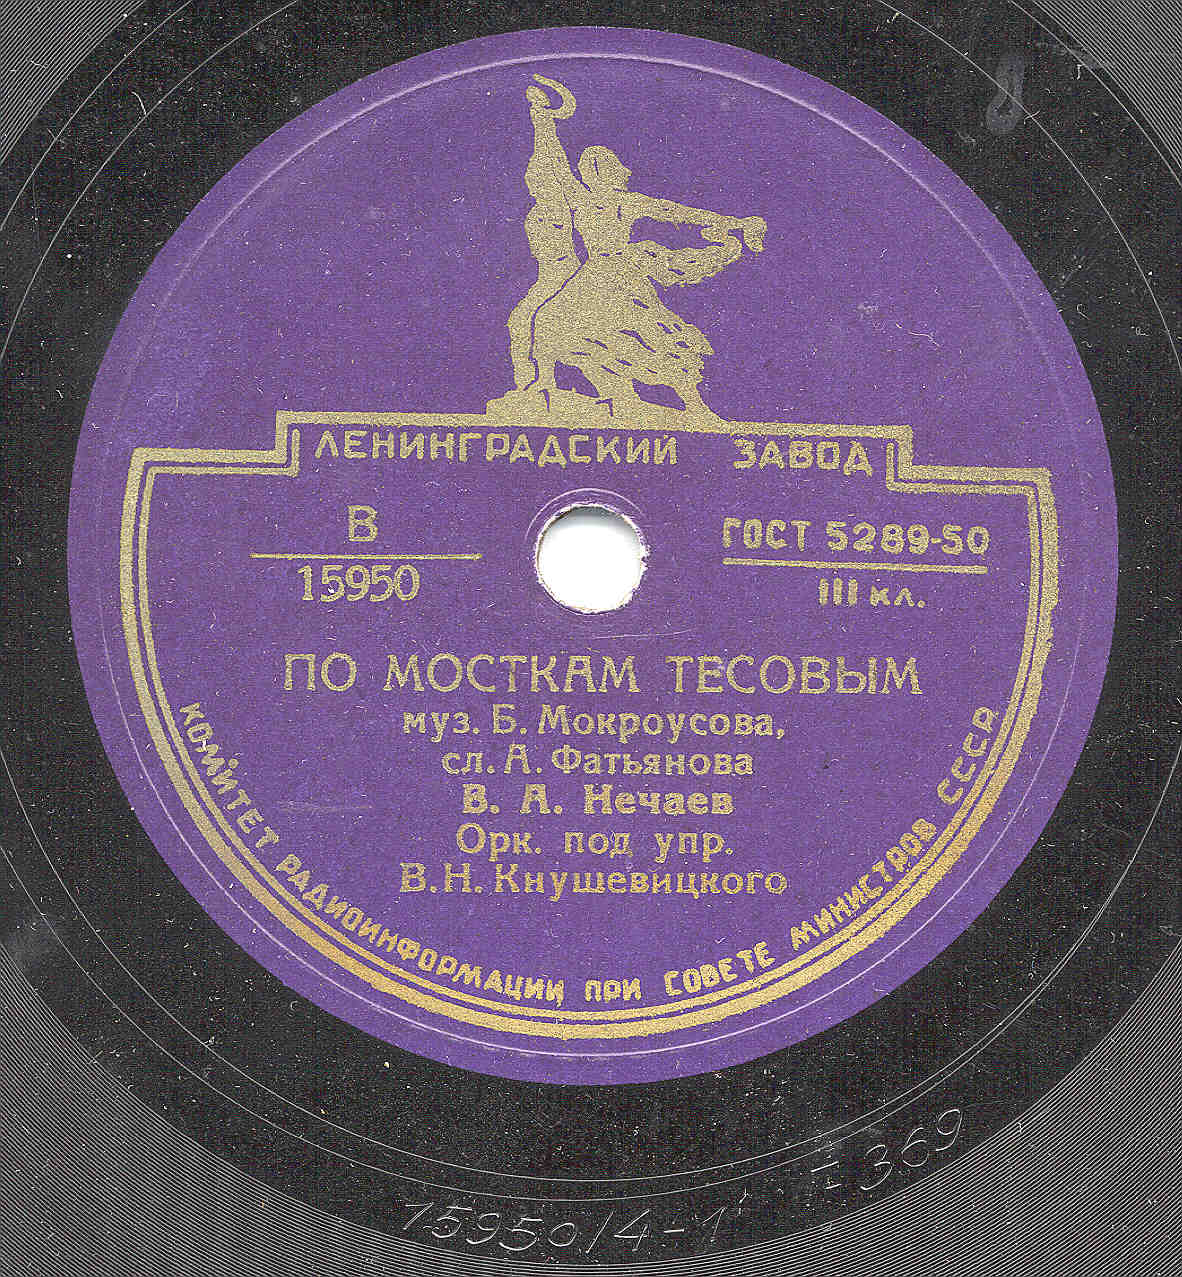 ЛЕНИНГРАДСКИЙ ЗАВОД
В
15950
ГОСТ 5289-50
III кл.
ПО МОСТКАМ ТЕСОВЫМ
муз. Б. Мокроусова,
сл. А. Фатьянова
В. А. Нечаев
Орк. под упр.
В. Н. Кнушевицкого
КОМИТЕТ РАДИОИНФОРМАЦИИ ПРИ СОВЕТЕ МИНИСТРОВ СССР
15950/4-1
369